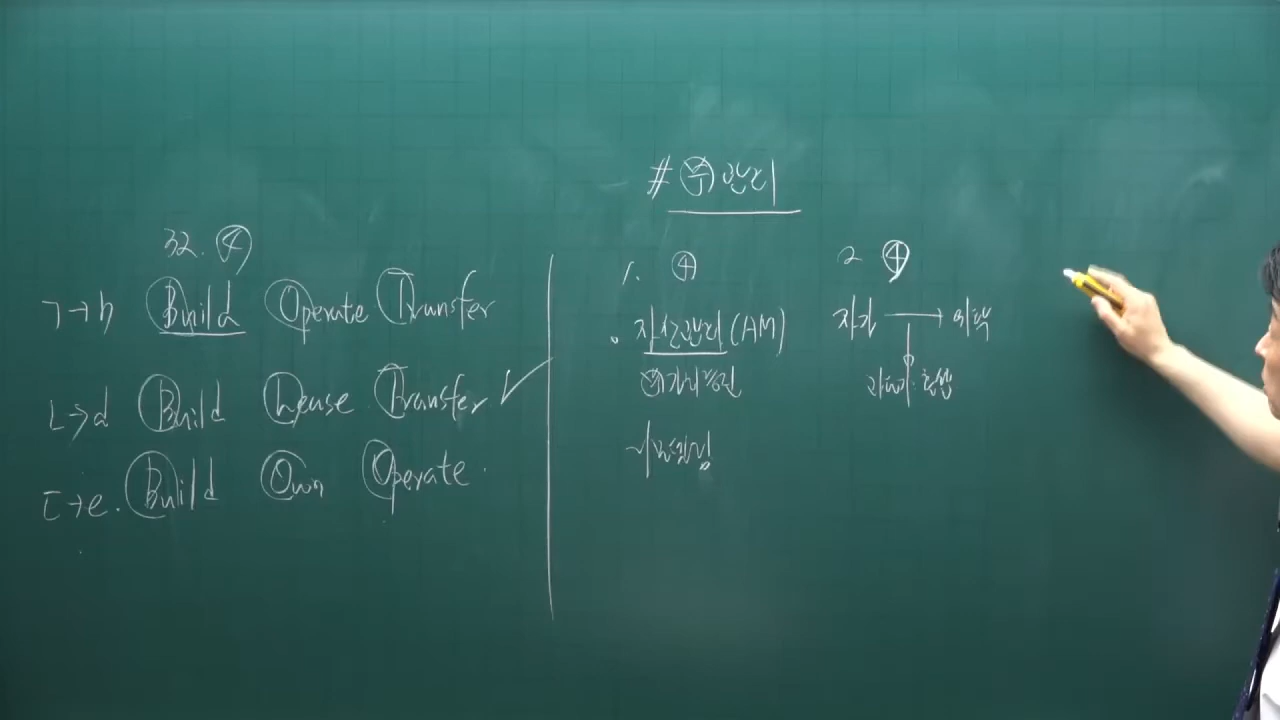 32. ④
ㄱ→h Build Operate Transfer
ㄴ→d Build Lease Transfer ✓
ㄷ→e. Build Own Operate.
# 관리
1. ④
• 자산관리(AM)
2 ④
자가 → 위탁